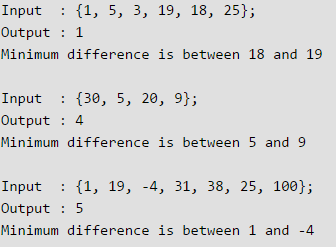 Input  : {1, 5, 3, 19, 18, 25};
Output : 1
Minimum difference is between 18 and 19
Input  : {30, 5, 20, 9};
Output : 4
Minimum difference is between 5 and 9
Input  : {1, 19, -4, 31, 38, 25, 100};
Output : 5
Minimum difference is between 1 and -4